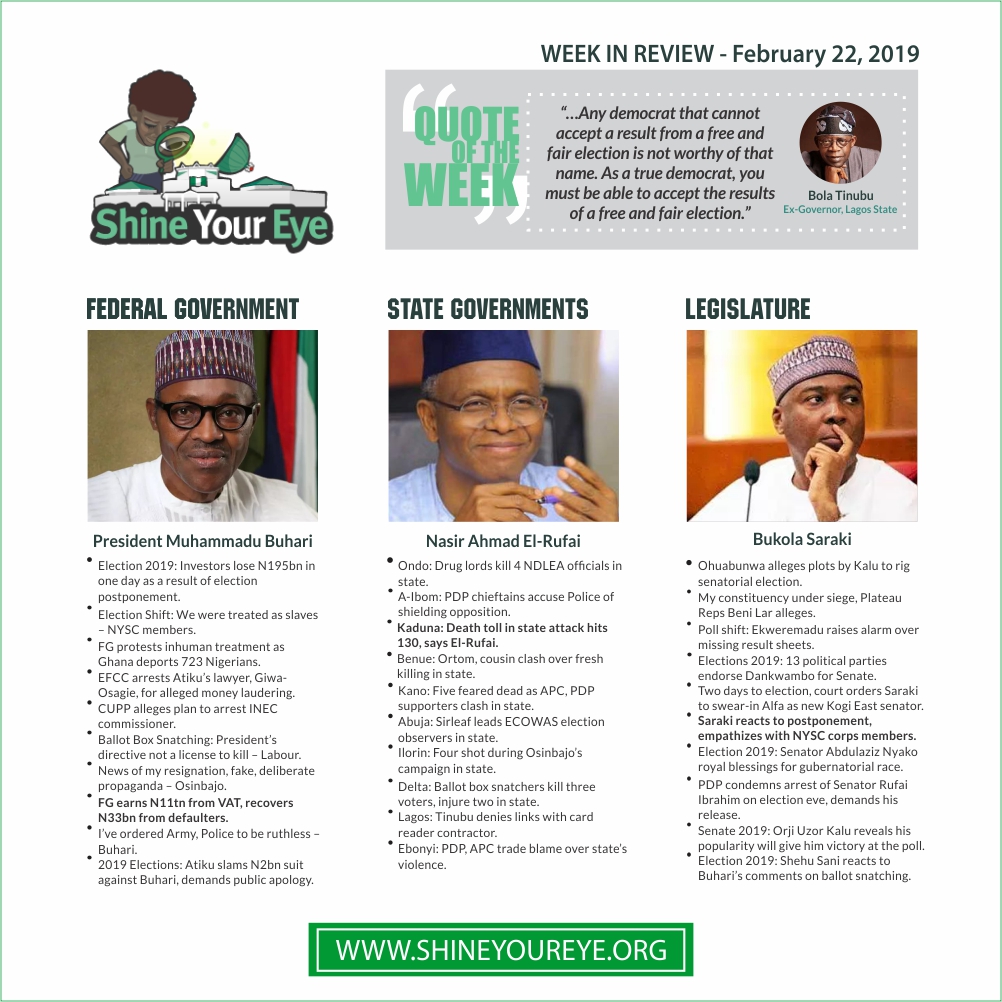 WEEK IN REVIEW - February 22, 2019
Shine Your Eye
QUOTE
OF THE
WEEK
“...Any democrat that cannot
accept a result from a free and
fair election is not worthy of that
name. As a true democrat, you
must be able to accept the results
of a free and fair election.”
Bola Tinubu
Ex-Governor, Lagos State
FEDERAL GOVERNMENT
President Muhammadu Buhari
• Election 2019: Investors lose N195bn in
one day as a result of election
postponement.
• Election Shift: We were treated as slaves
– NYSC members.
• FG protests inhuman treatment as
Ghana deports 723 Nigerians.
• EFCC arrests Atiku’s lawyer, Giwa-
Osagie, for alleged money laudering.
• CUPP alleges plan to arrest INEC
commissioner.
• Ballot Box Snatching: President’s
directive not a license to kill – Labour.
• News of my resignation, fake, deliberate
propaganda – Osinbajo.
• FG earns N11tn from VAT, recovers
N33bn from defaulters.
• I’ve ordered Army, Police to be ruthless –
Buhari.
• 2019 Elections: Atiku slams N2bn suit
against Buhari, demands public apology.
STATE GOVERNMENTS
Nasir Ahmad El-Rufai
• Ondo: Drug lords kill 4 NDLEA officials in
state.
• A-Ibom: PDP chieftains accuse Police of
shielding opposition.
• Kaduna: Death toll in state attack hits
130, says El-Rufai.
• Benue: Ortom, cousin clash over fresh
killing in state.
• Kano: Five feared dead as APC, PDP
supporters clash in state.
• Abuja: Sirleaf leads ECOWAS election
observers in state.
• Ilorin: Four shot during Osinbajo’s
campaign in state.
• Delta: Ballot box snatchers kill three
voters, injure two in state.
• Lagos: Tinubu denies links with card
reader contractor.
• Ebonyi: PDP, APC trade blame over state’s
violence.
LEGISLATURE
Bukola Saraki
• Ohuabunwa alleges plots by Kalu to rig
senatorial election.
• My constituency under siege, Plateau
Reps Beni Lar alleges.
• Poll shift: Ekweremadu raises alarm over
missing result sheets.
• Elections 2019: 13 political parties
endorse Dankwambo for Senate.
• Two days to election, court orders Saraki
to swear-in Alfa as new Kogi East senator.
• Saraki reacts to postponement,
empathizes with NYSC corps members.
• Election 2019: Senator Abdulaziz Nyako
royal blessings for gubernatorial race.
• PDP condemns arrest of Senator Rufai
Ibrahim on election eve, demands his
release.
• Senate 2019: Orji Uzor Kalu reveals his
popularity will give him victory at the poll.
• Election 2019: Shehu Sani reacts to
Buhari’s comments on ballot snatching.
WWW.SHINEYOUREYE.ORG